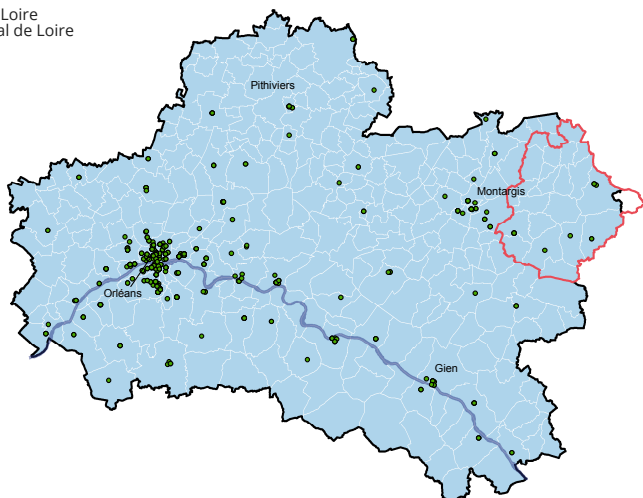 Loire
al de Loire
Pithiviers
Montargis
Orléans
Gien